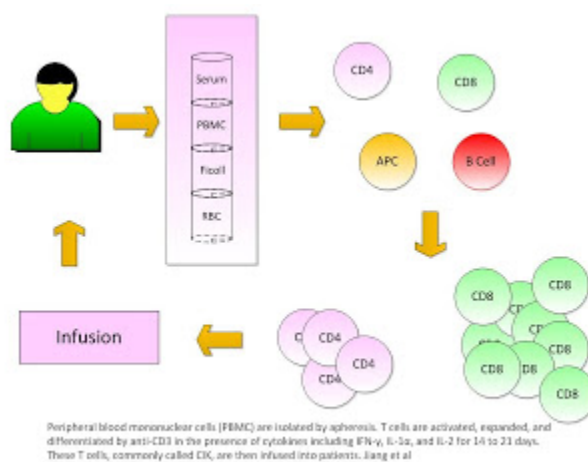 Serum
PBMC
Ficoll
RBC
CD4
CD8
APC
B Cell
CD8
CD8
CD8
CD8
CD8
CD8
CD8
CD4
CD4
CD4
Infusion
Peripheral blood mononuclear cells (PBMC) are isolated by apheresis. T cells are activated, expanded, and
differentiated by anti-CD3 in the presence of cytokines including IFN-γ, IL-1α, and IL-2 for 14 to 21 days.
These T cells, commonly called CIK, are then infused into patients. Jiang et al